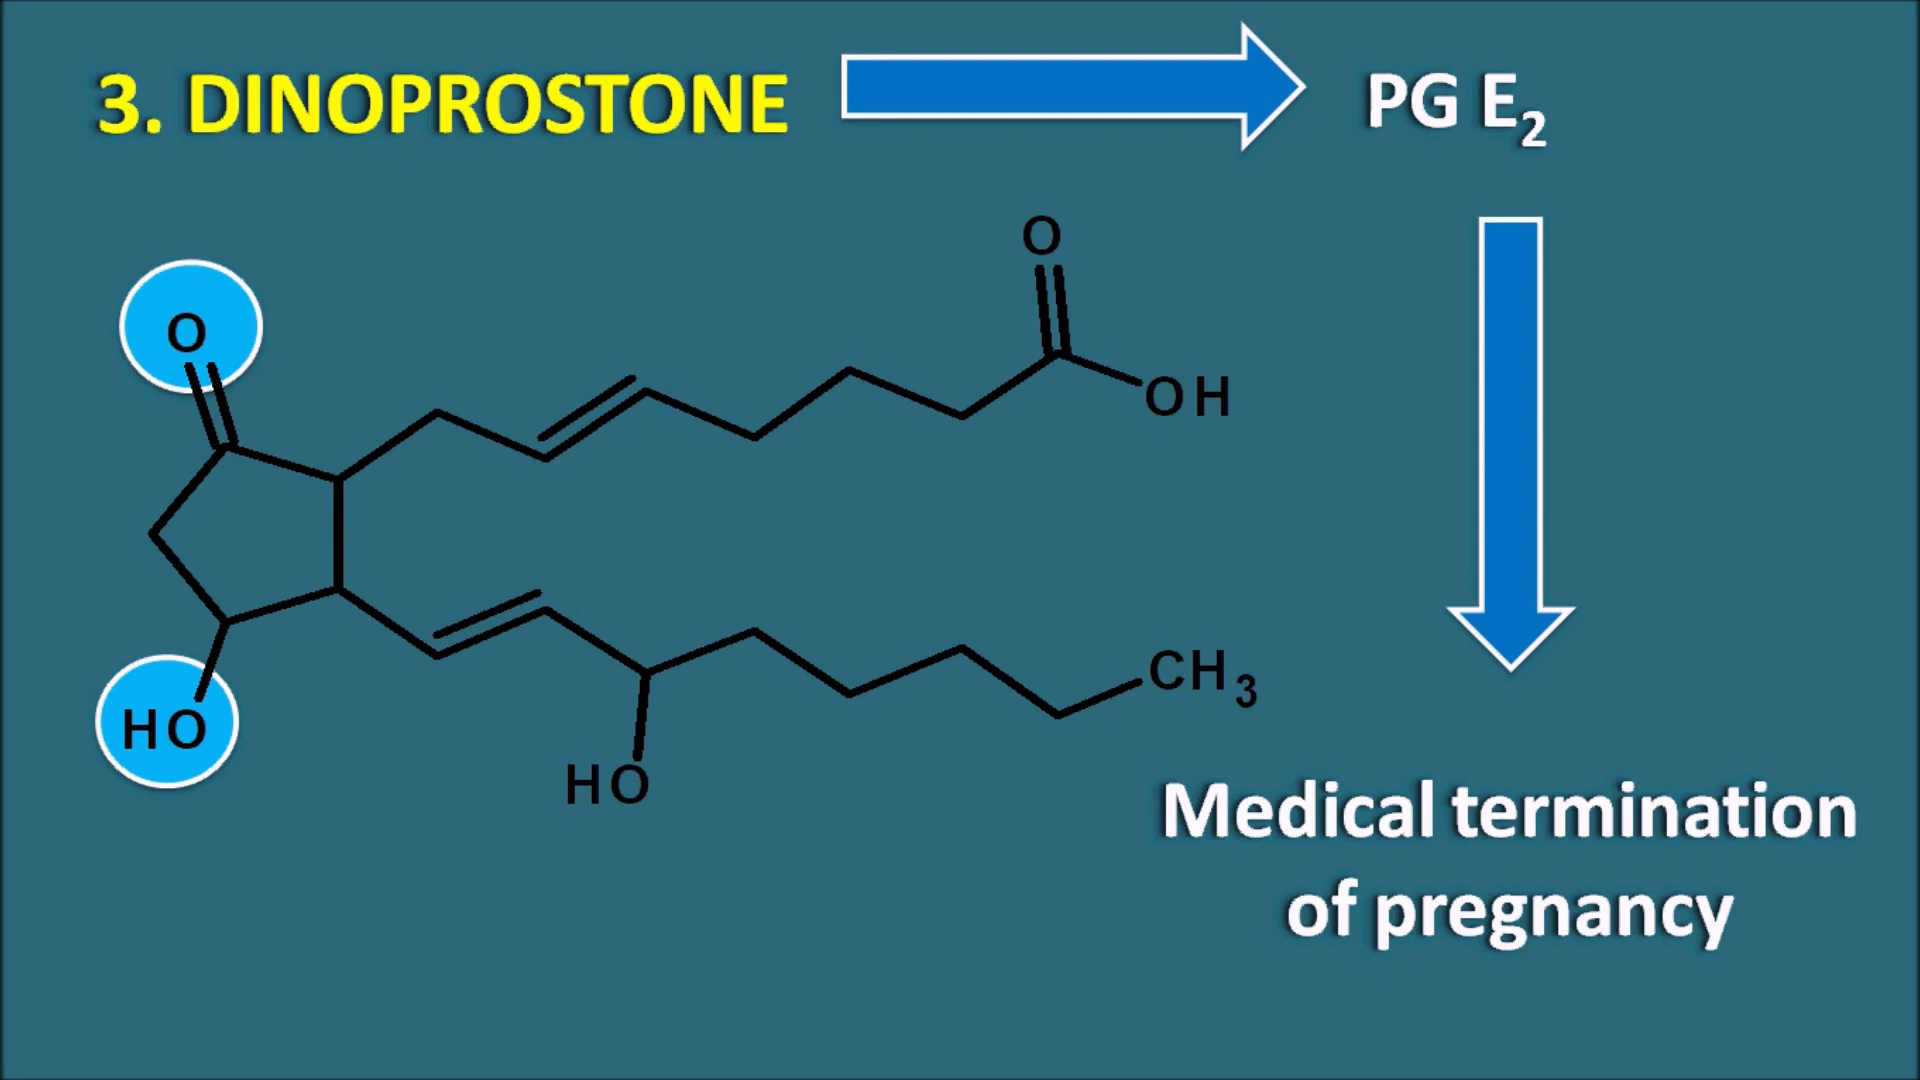 3. DINOPROSTONE
PG E₂
O
O
OH
HO
HO
CH₃
Medical termination
of pregnancy